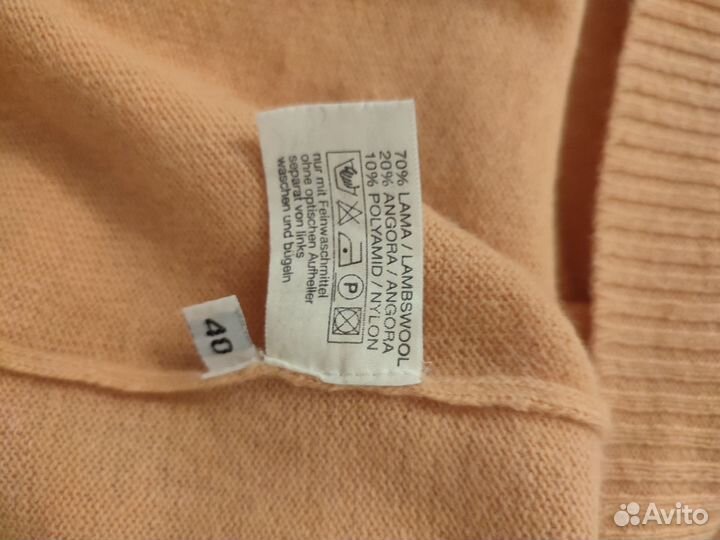 70% LAMA / LAMBSWOOL
20% ANGORA / ANGORA
10% POLYAMID / NYLON
P
nur mit Feinwaschmittel
ohne optischen Aufheller
separat von links
waschen und bügeln
40
Avito